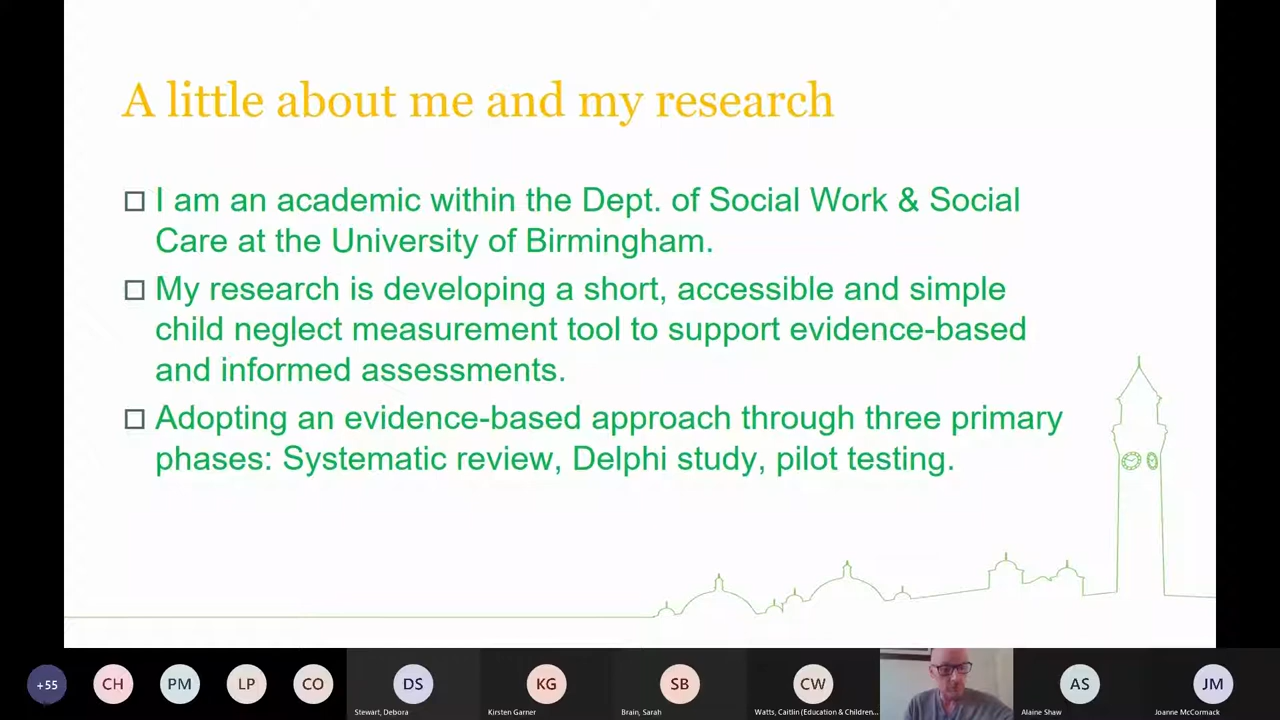 A little about me and my research
I am an academic within the Dept. of Social Work & Social
Care at the University of Birmingham.
My research is developing a short, accessible and simple
child neglect measurement tool to support evidence-based
and informed assessments.
Adopting an evidence-based approach through three primary
phases: Systematic review, Delphi study, pilot testing.
+55
CH
PM
LP
CO
DS
KG
SB
CW
AS
JM
Stewart, Debora
Kirsten Garner
Brain, Sarah
Watts, Caitlin (Education & Children...
Alaine Shaw
Joanne McCormack